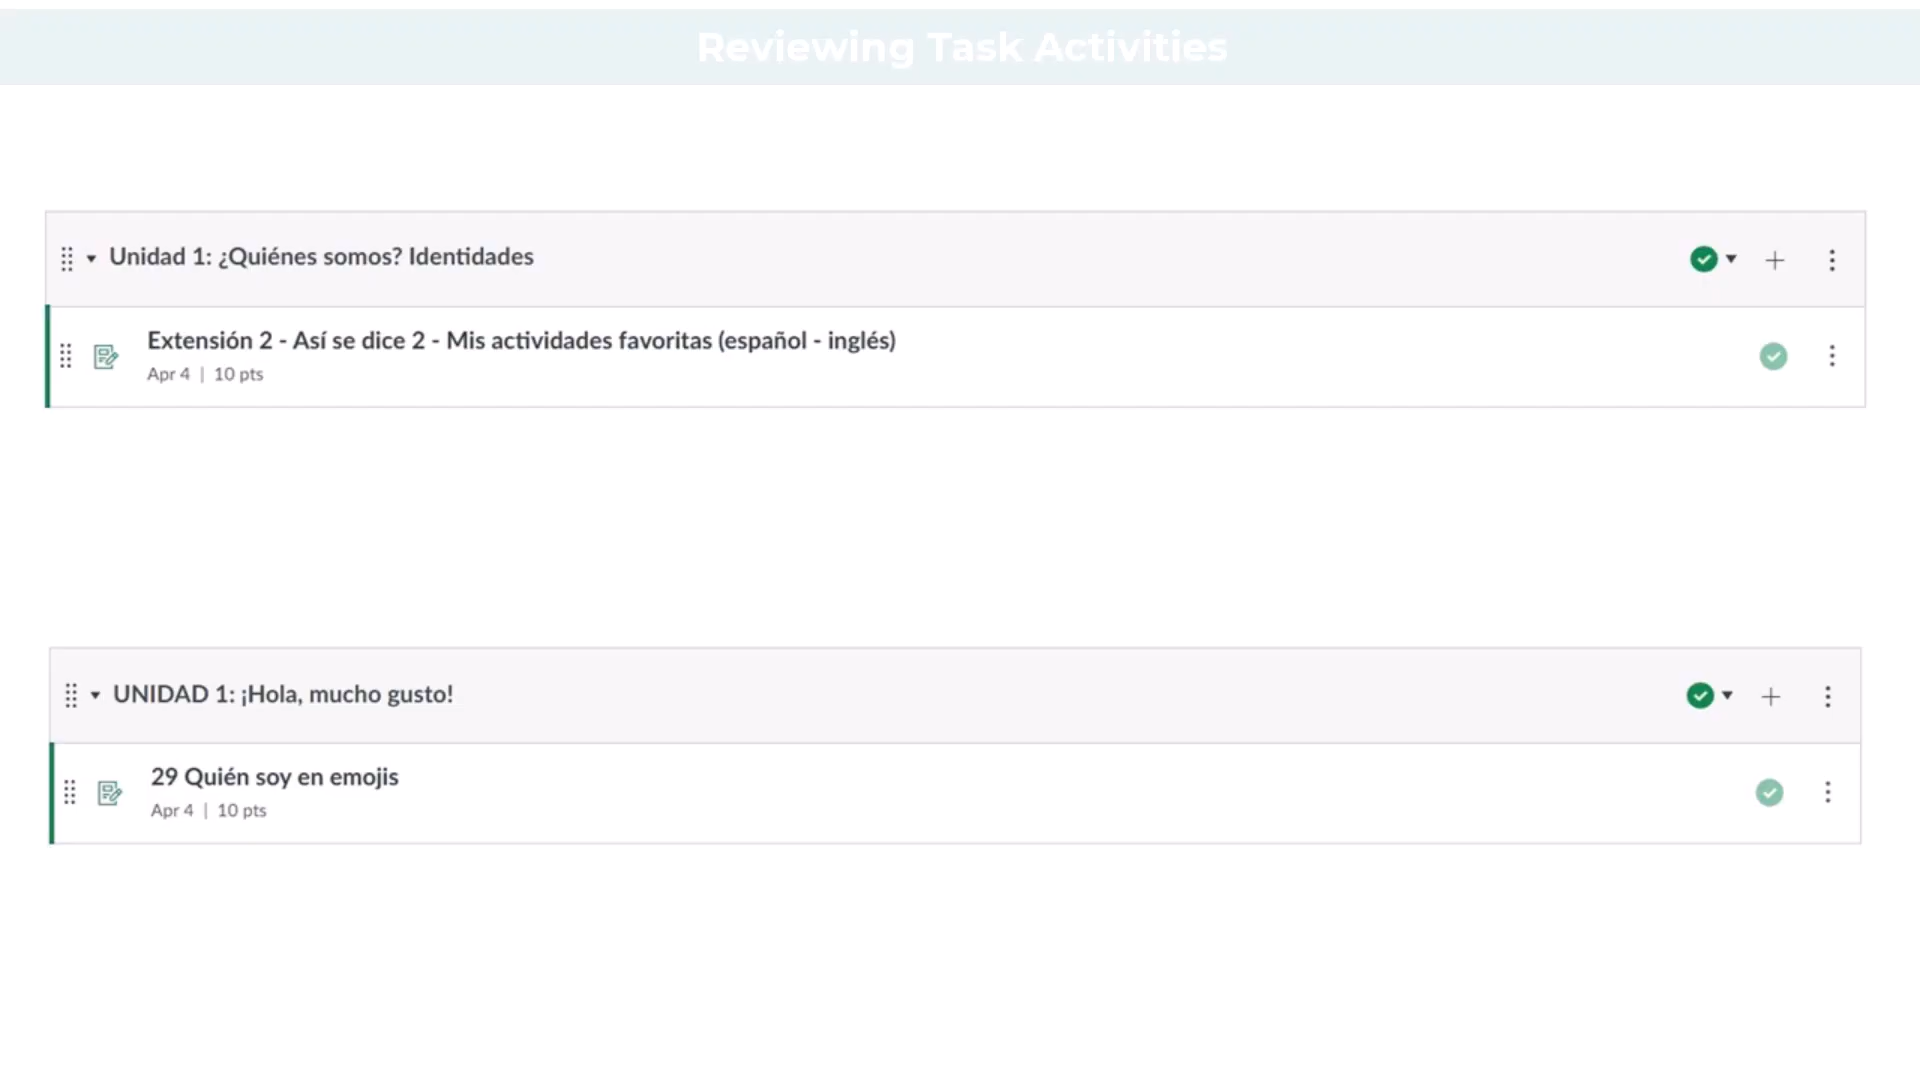 Reviewing Task Activities
Unidad 1: ¿Quiénes somos? Identidades
Extensión 2 - Así se dice 2 - Mis actividades favoritas (español - inglés)
Apr 4 | 10 pts
UNIDAD 1: ¡Hola, mucho gusto!
29 Quién soy en emojis
Apr 4 | 10 pts